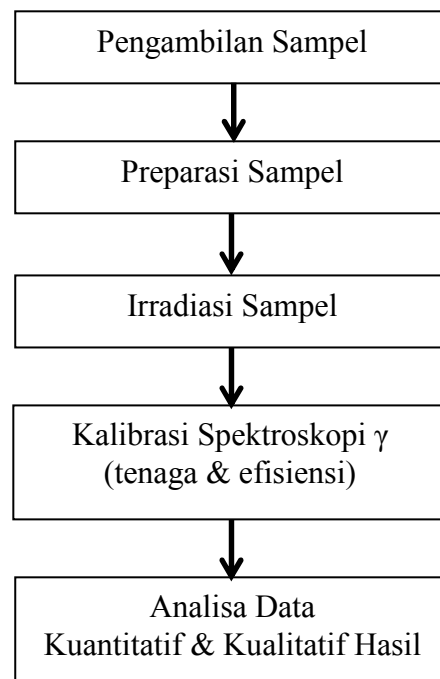 Pengambilan Sampel
Preparasi Sampel
Irradiasi Sampel
Kalibrasi Spektroskopi γ
(tenaga & efisiensi)
Analisa Data
Kuantitatif & Kualitatif Hasil